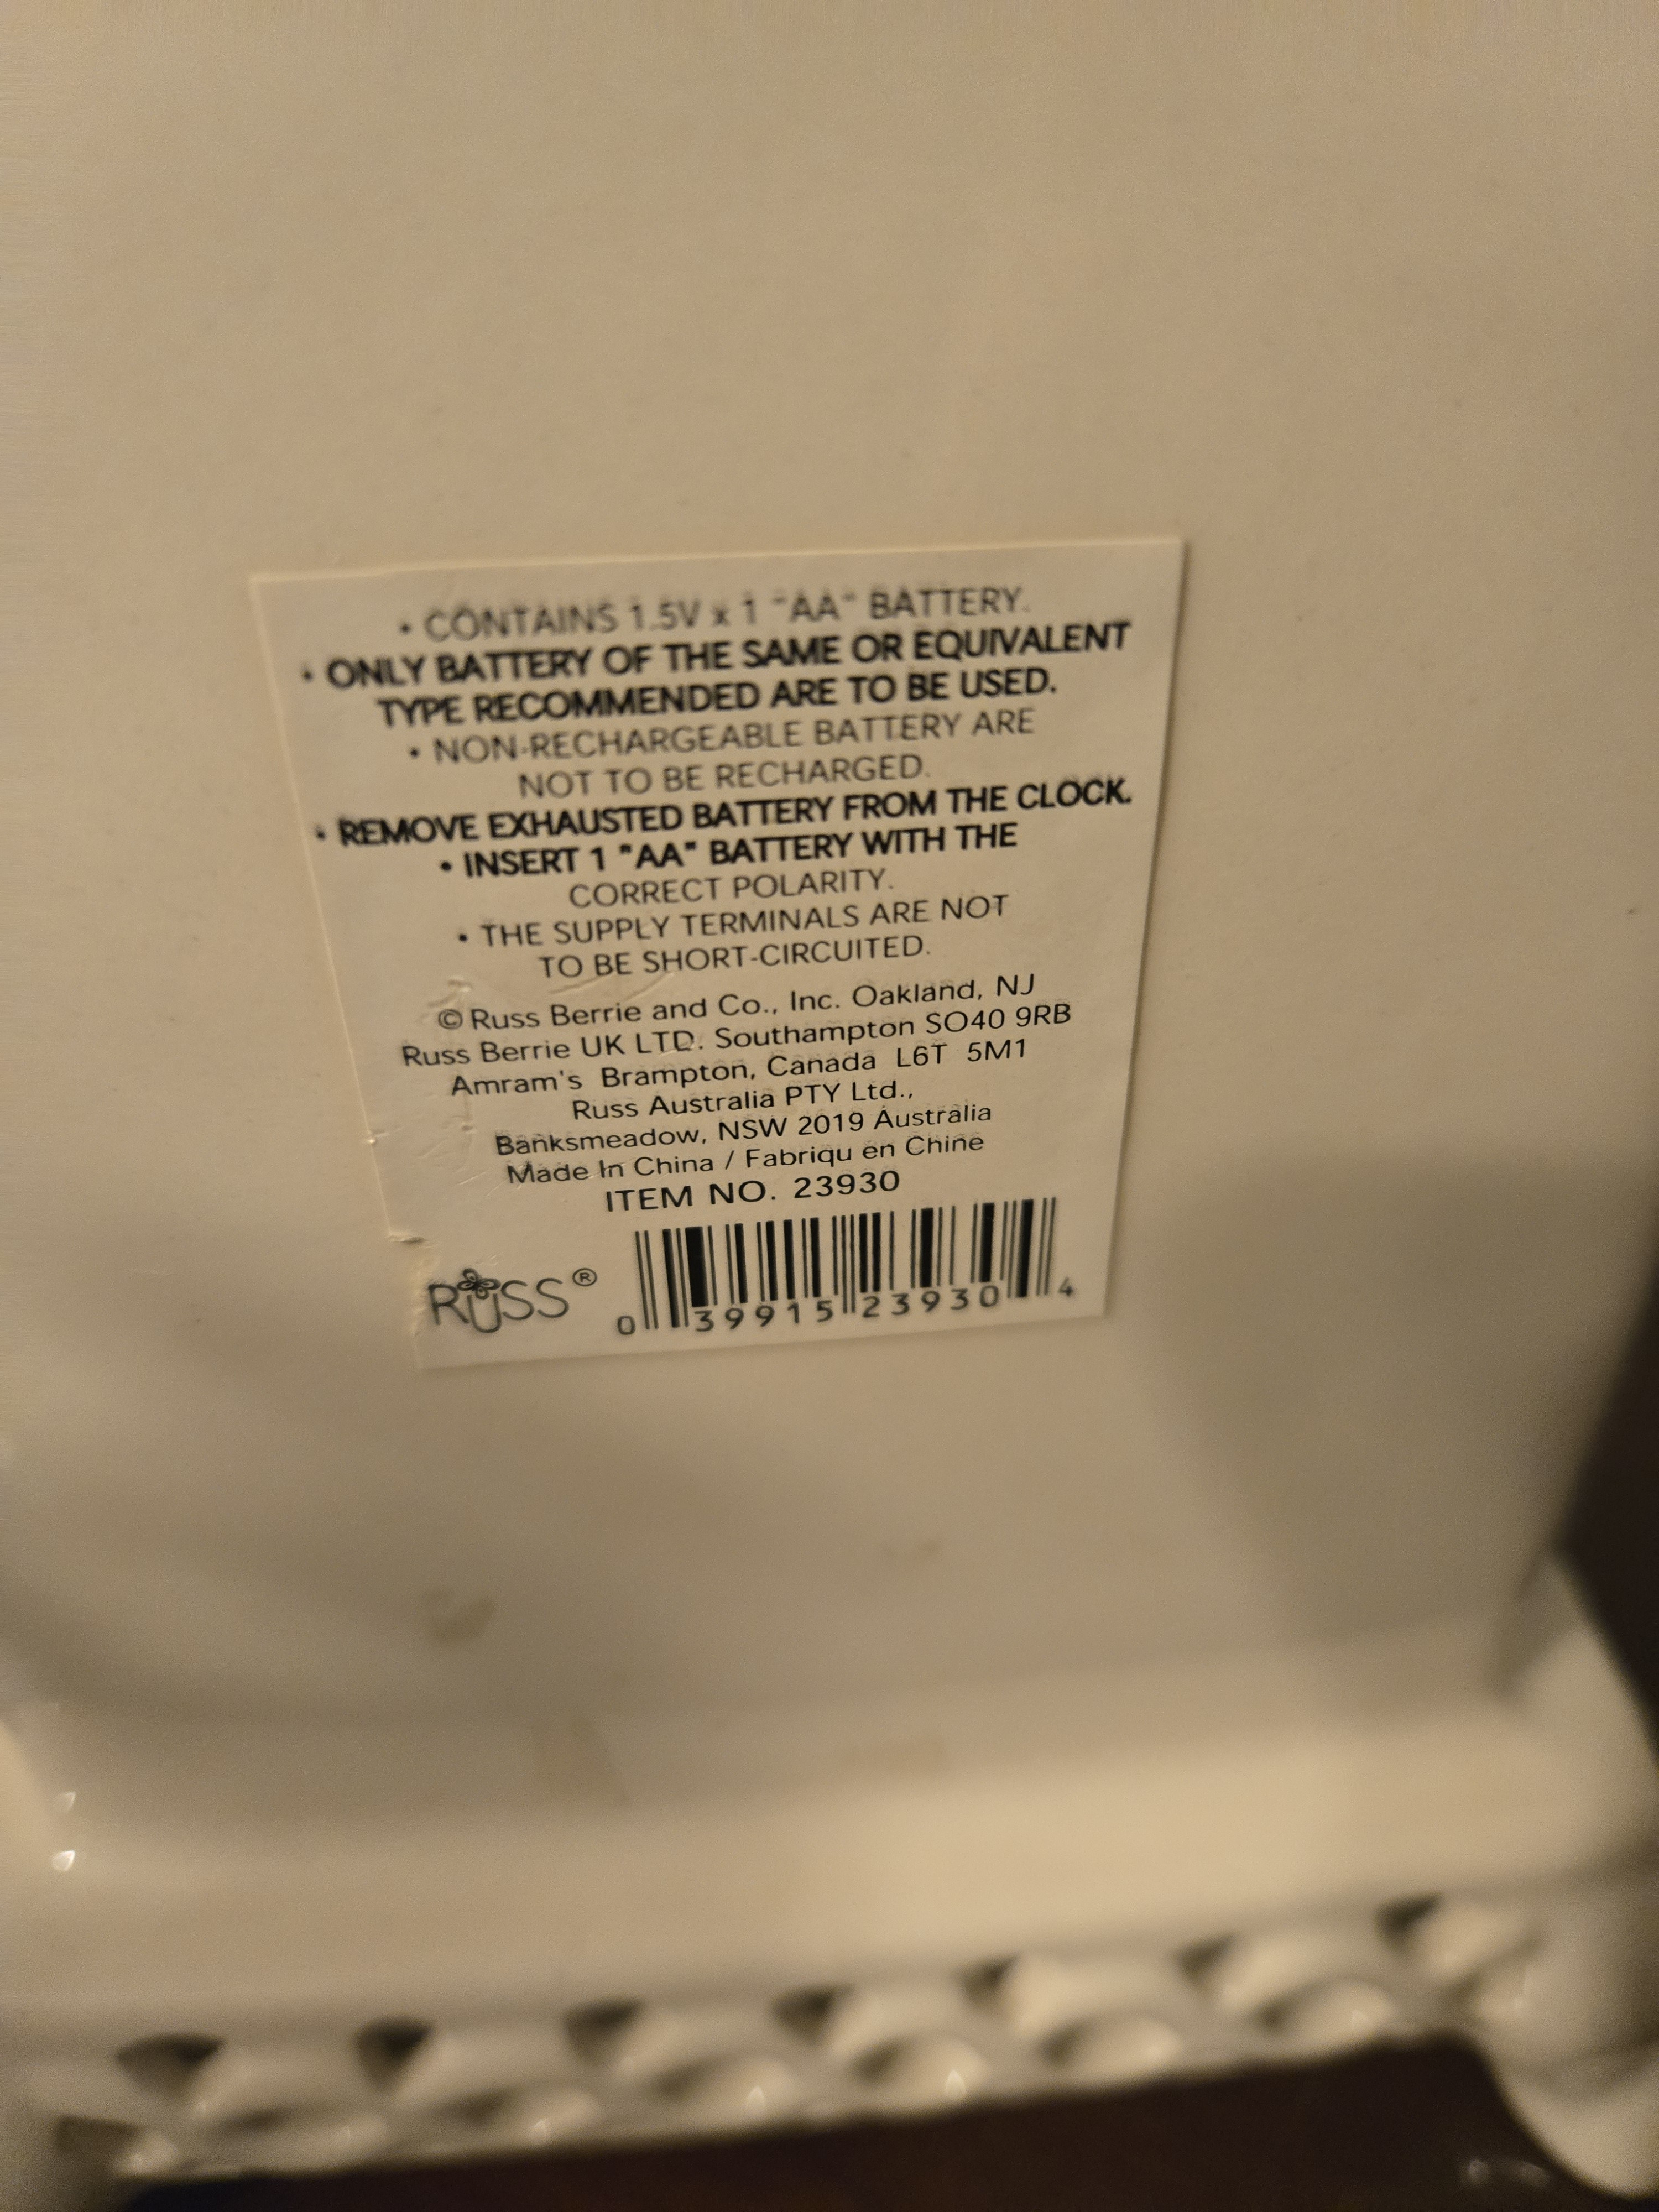 • CONTAINS 1.5V x 1 "AA" BATTERY.
• ONLY BATTERY OF THE SAME OR EQUIVALENT
TYPE RECOMMENDED ARE TO BE USED.
• NON-RECHARGEABLE BATTERY ARE
NOT TO BE RECHARGED.
• REMOVE EXHAUSTED BATTERY FROM THE CLOCK.
• INSERT 1 "AA" BATTERY WITH THE
CORRECT POLARITY.
• THE SUPPLY TERMINALS ARE NOT
TO BE SHORT-CIRCUITED.
© Russ Berrie and Co., Inc. Oakland, NJ
Russ Berrie UK LTD. Southampton SO40 9RB
Amram's Brampton, Canada L6T 5M1
Russ Australia PTY Ltd.,
Banksmeadow, NSW 2019 Australia
Made In China / Fabriqu en Chine
ITEM NO. 23930
RUSS®
0 39915 23930 4